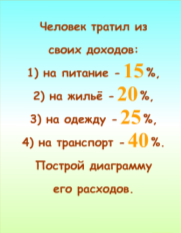 Человек тратил из
своих доходов:
1) на питание - 15%,
2) на жильё - 20%,
3) на одежду - 25%,
4) на транспорт - 40%.
Построй диаграмму
его расходов.